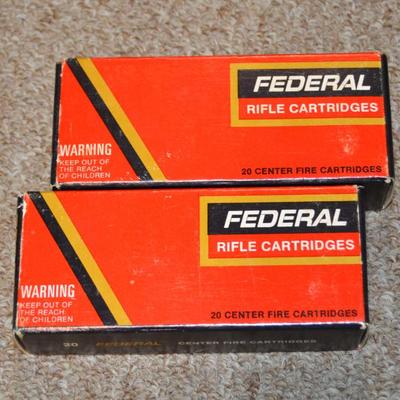 FEDERAL
RIFLE CARTRIDGES
WARNING
KEEP OUT OF
THE REACH
OF CHILDREN
20 CENTER FIRE CARTRIDGES
FEDERAL
RIFLE CARTRIDGES
WARNING
KEEP OUT OF
THE REACH
OF CHILDREN
20 CENTER FIRE CARTRIDGES
20 FEDERAL CENTER FIRE CARTRIDGES